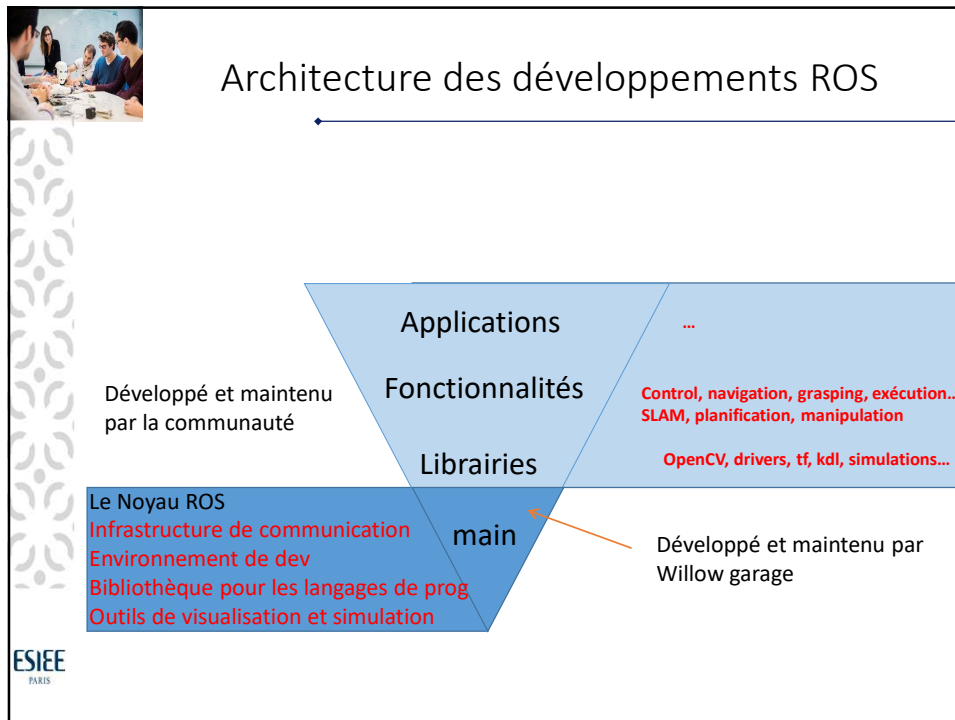 Architecture des développements ROS
Applications
...
Développé et maintenu
par la communauté
Fonctionnalités
Control, navigation, grasping, exécution...
SLAM, planification, manipulation
Librairies
OpenCV, drivers, tf, kdl, simulations...
Le Noyau ROS
Infrastructure de communication
Environnement de dev
Bibliothèque pour les langages de prog
Outils de visualisation et simulation
main
Développé et maintenu par
Willow garage
ESIEE
PARIS